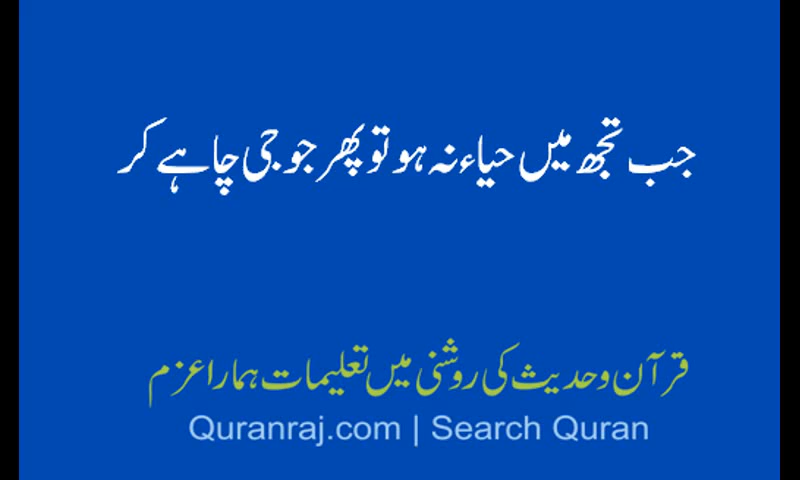 جب تجھ میں حیاء نہ ہو تو پھر جو جی چاہے کر
قرآن و حدیث کی روشنی میں تعلیمات ہمارا عزم
Quranraj.com | Search Quran